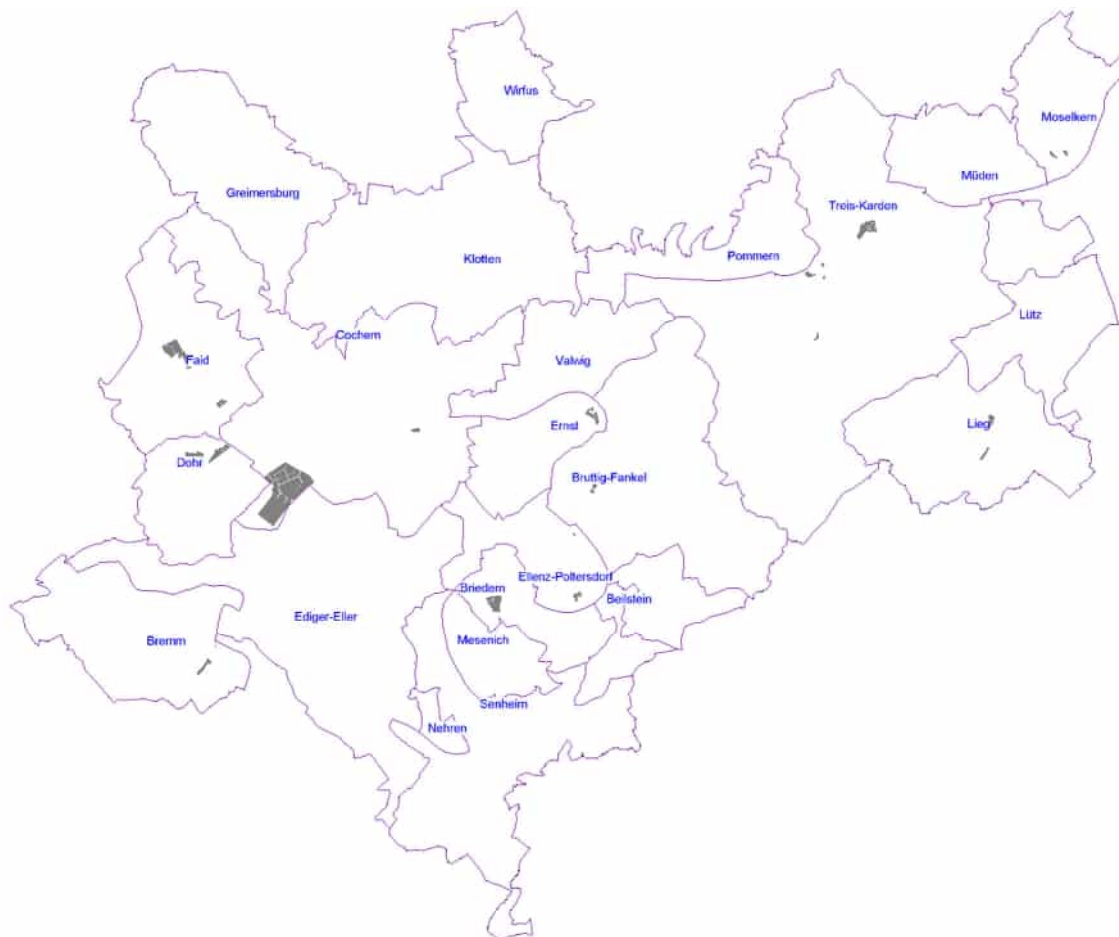 Wirfus
Moselkern
Müden
Greimersburg
Treis-Karden
Pommern
Klotten
Lütz
Cochem
Faid
Valwig
Lieg
Ernst
Dohr
Bruttig-Fankel
Ellenz-Poltersdorf
Briedern
Beilstein
Ediger-Eller
Bremm
Mesenich
Senheim
Nehren